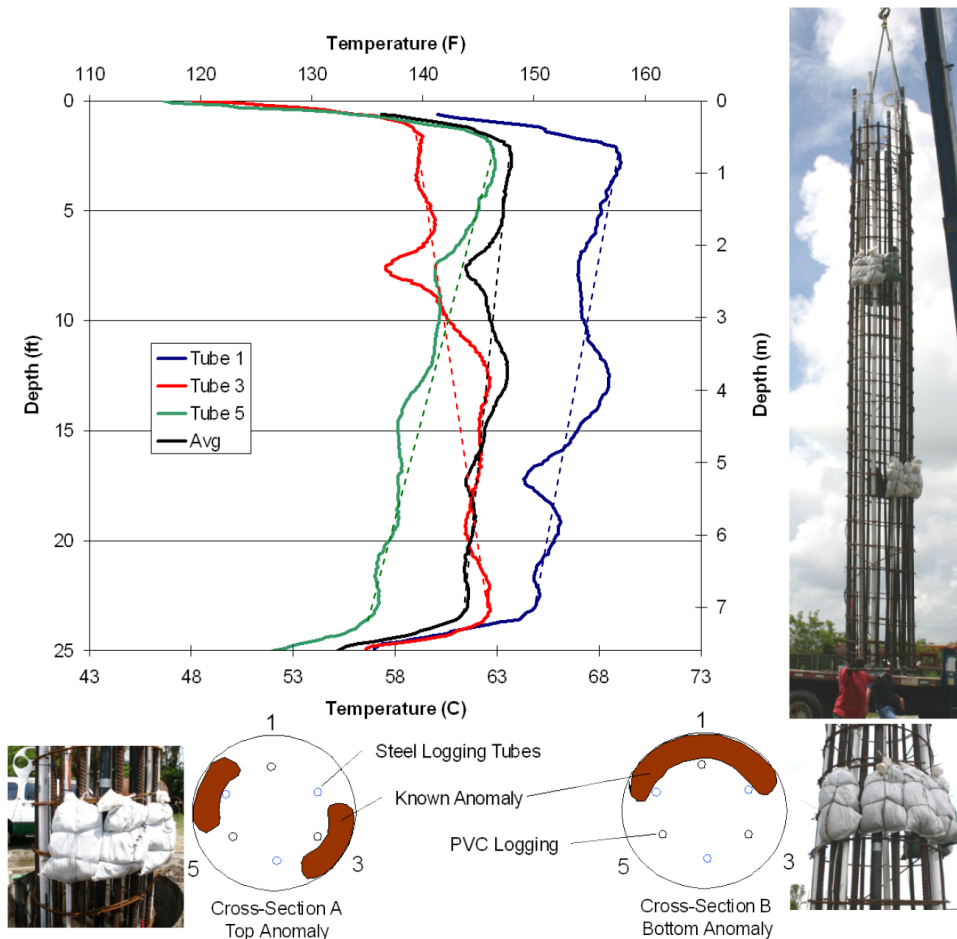 Temperature (F)
110 120 130 140 150 160
0 0
1
5
2
10 3
Tube 1
Tube 3
Tube 5
Avg
4
15
5
20 6
7
25
Depth (ft)
Depth (m)
43 48 53 58 63 68 73
Temperature (C)
1
Steel Logging Tubes
Known Anomaly
PVC Logging
5
3
Cross-Section A
Top Anomaly
1
5
3
Cross-Section B
Bottom Anomaly